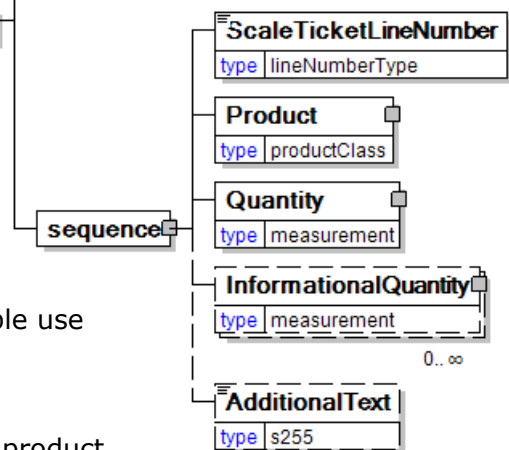 ScaleTicketLineNumber
type lineNumberType
Product
type productClass
Quantity
type measurement
sequence
InformationalQuantity
type measurement
ole use
0.. ∞
AdditionalText
type s255
product